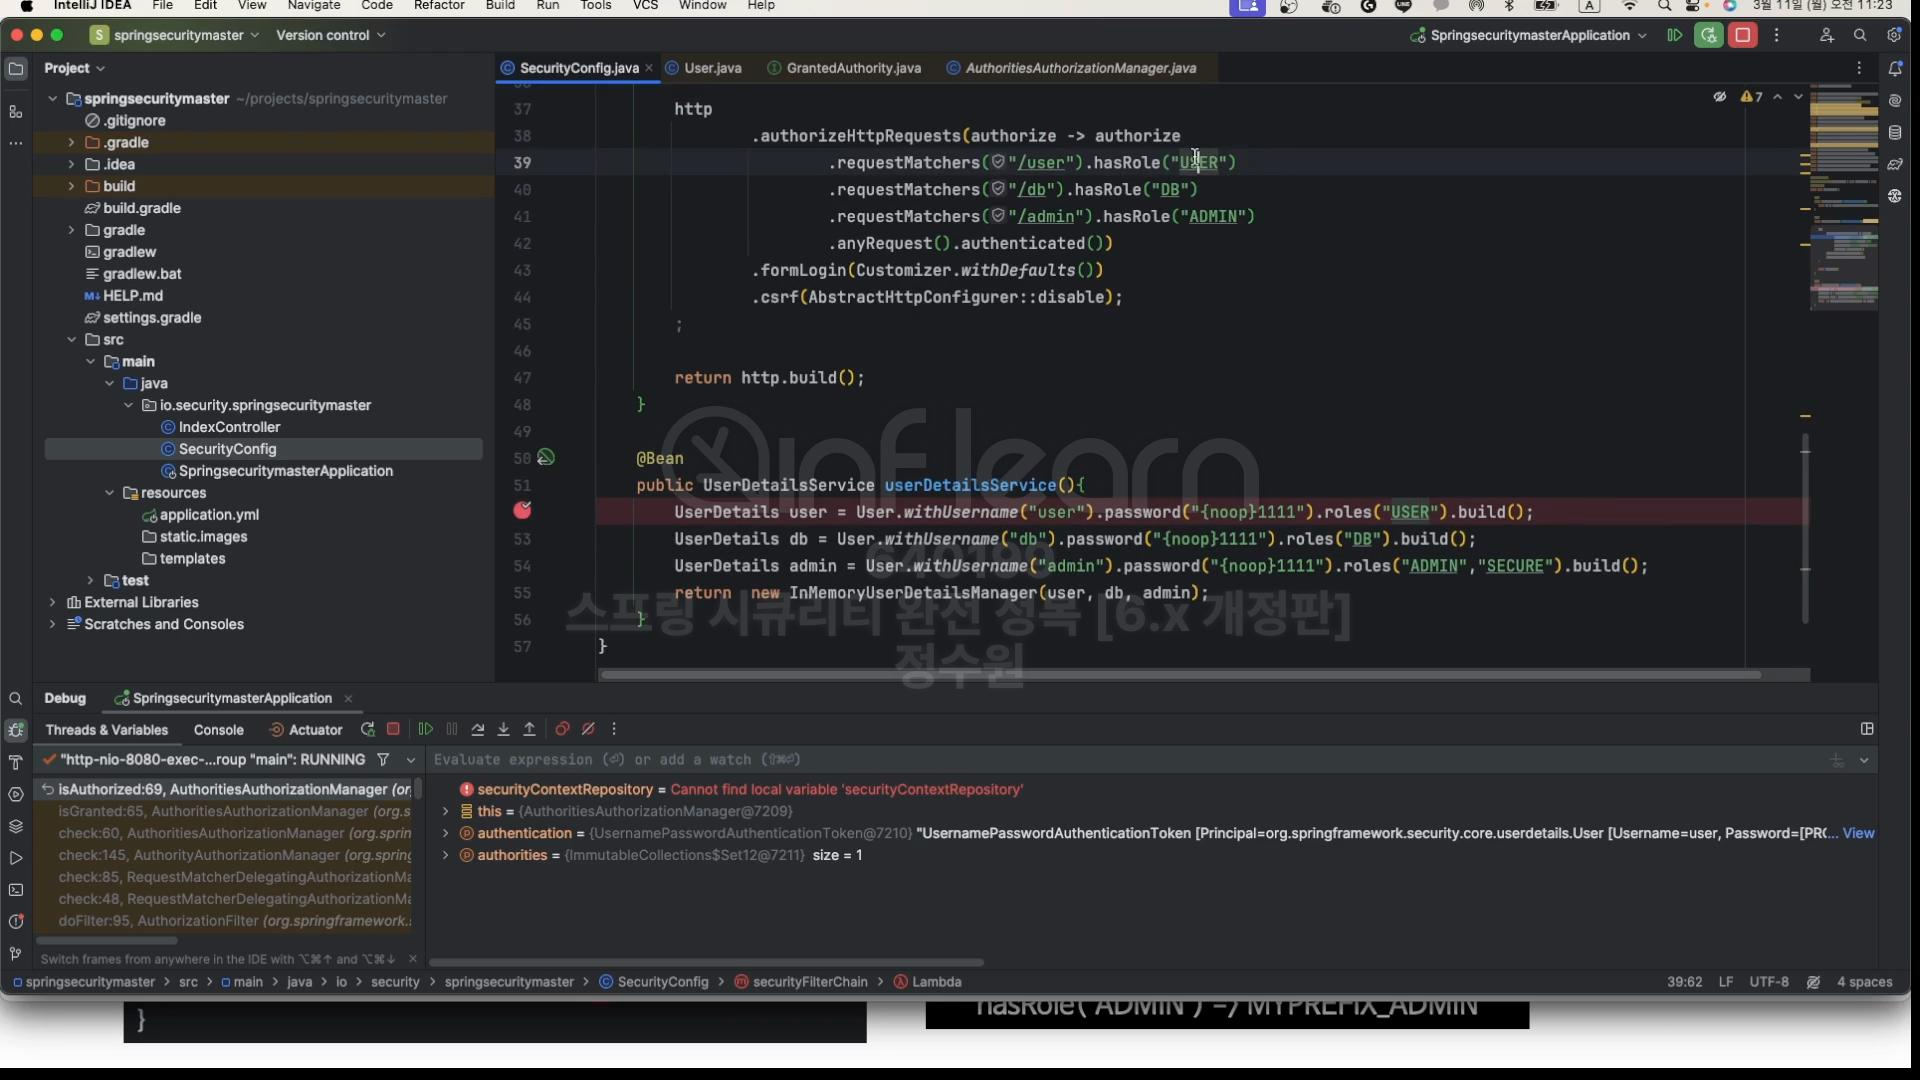 IntelliJ IDEA File Edit View Navigate Code Refactor Build Run Tools VCS Window Help A 3월 11일 (월) 오전 11:23
S springsecuritymaster Version control SpringsecuritymasterApplication
Project
springsecuritymaster ~/projects/springsecuritymaster
.gitignore
.gradle
.idea
build
build.gradle
gradle
gradlew
gradlew.bat
HELP.md
settings.gradle
src
main
java
io.security.springsecuritymaster
IndexController
SecurityConfig
SpringsecuritymasterApplication
resources
application.yml
static.images
templates
test
External Libraries
Scratches and Consoles
SecurityConfig.java User.java GrantedAuthority.java AuthoritiesAuthorizationManager.java
7
37 http
38 .authorizeHttpRequests(authorize -> authorize
39 .requestMatchers("/user").hasRole("USER")
40 .requestMatchers("/db").hasRole("DB")
41 .requestMatchers("/admin").hasRole("ADMIN")
42 .anyRequest().authenticated())
43 .formLogin(Customizer.withDefaults())
44 .csrf(AbstractHttpConfigurer::disable);
45 ;
46
47 return http.build();
48 }
49
50 @Bean
51 public UserDetailsService userDetailsService(){
UserDetails user = User.withUsername("user").password("{noop}1111").roles("USER").build();
53 UserDetails db = User.withUsername("db").password("{noop}1111").roles("DB").build();
54 UserDetails admin = User.withUsername("admin").password("{noop}1111").roles("ADMIN","SECURE").build();
55 return new InMemoryUserDetailsManager(user, db, admin);
56 }
57 }
inflearn
640190
스프링 시큐리티 완전 정복 [6.x 개정판]
정수원
Debug SpringsecuritymasterApplication
Threads & Variables Console Actuator
"http-nio-8080-exec-...roup "main": RUNNING
isAuthorized:69, AuthoritiesAuthorizationManager (or
isGranted:65, AuthoritiesAuthorizationManager (org.s
check:60, AuthoritiesAuthorizationManager (org.sprin
check:145, AuthorityAuthorizationManager (org.spring
check:85, RequestMatcherDelegatingAuthorizationMa
check:48, RequestMatcherDelegatingAuthorizationMa
doFilter:95, AuthorizationFilter (org.springframework.
Switch frames from anywhere in the IDE with ⌥⌘↑ and ⌥⌘↓
Evaluate expression (⏎) or add a watch (⇧⌘⏎)
securityContextRepository = Cannot find local variable 'securityContextRepository'
this = {AuthoritiesAuthorizationManager@7209}
authentication = {UsernamePasswordAuthenticationToken@7210} "UsernamePasswordAuthenticationToken [Principal=org.springframework.security.core.userdetails.User [Username=user, Password=[PR(... View
authorities = {ImmutableCollections$Set12@7211} size = 1
springsecuritymaster > src > main > java > io > security > springsecuritymaster > SecurityConfig > securityFilterChain > Lambda 39:62 LF UTF-8 4 spaces
}
hasRole("ADMIN") => MYPREFIX_ADMIN